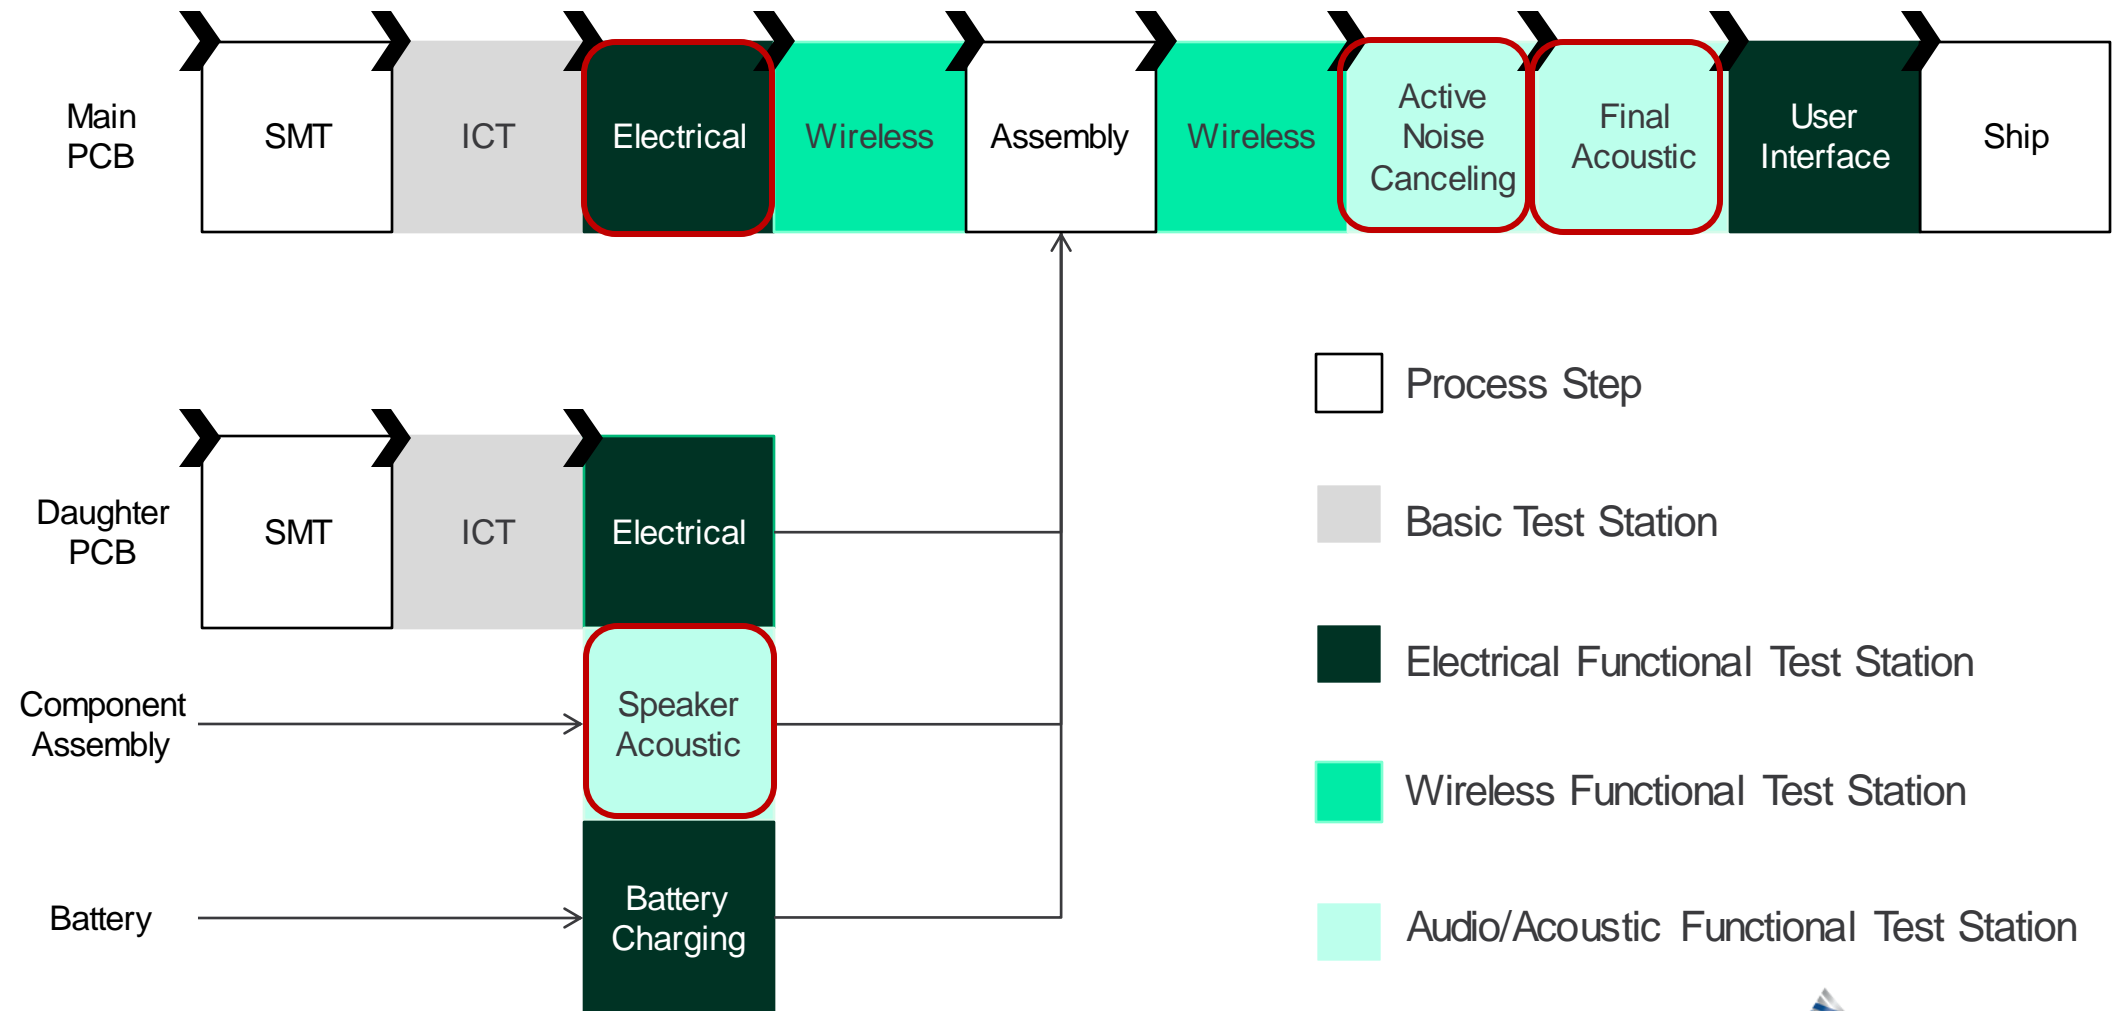 Main
PCB
SMT
ICT
Electrical
Wireless
Assembly
Wireless
Active
Noise
Canceling
Final
Acoustic
User
Interface
Ship
Daughter
PCB
SMT
ICT
Electrical
Component
Assembly
Speaker
Acoustic
Battery
Battery
Charging
Process Step
Basic Test Station
Electrical Functional Test Station
Wireless Functional Test Station
Audio/Acoustic Functional Test Station